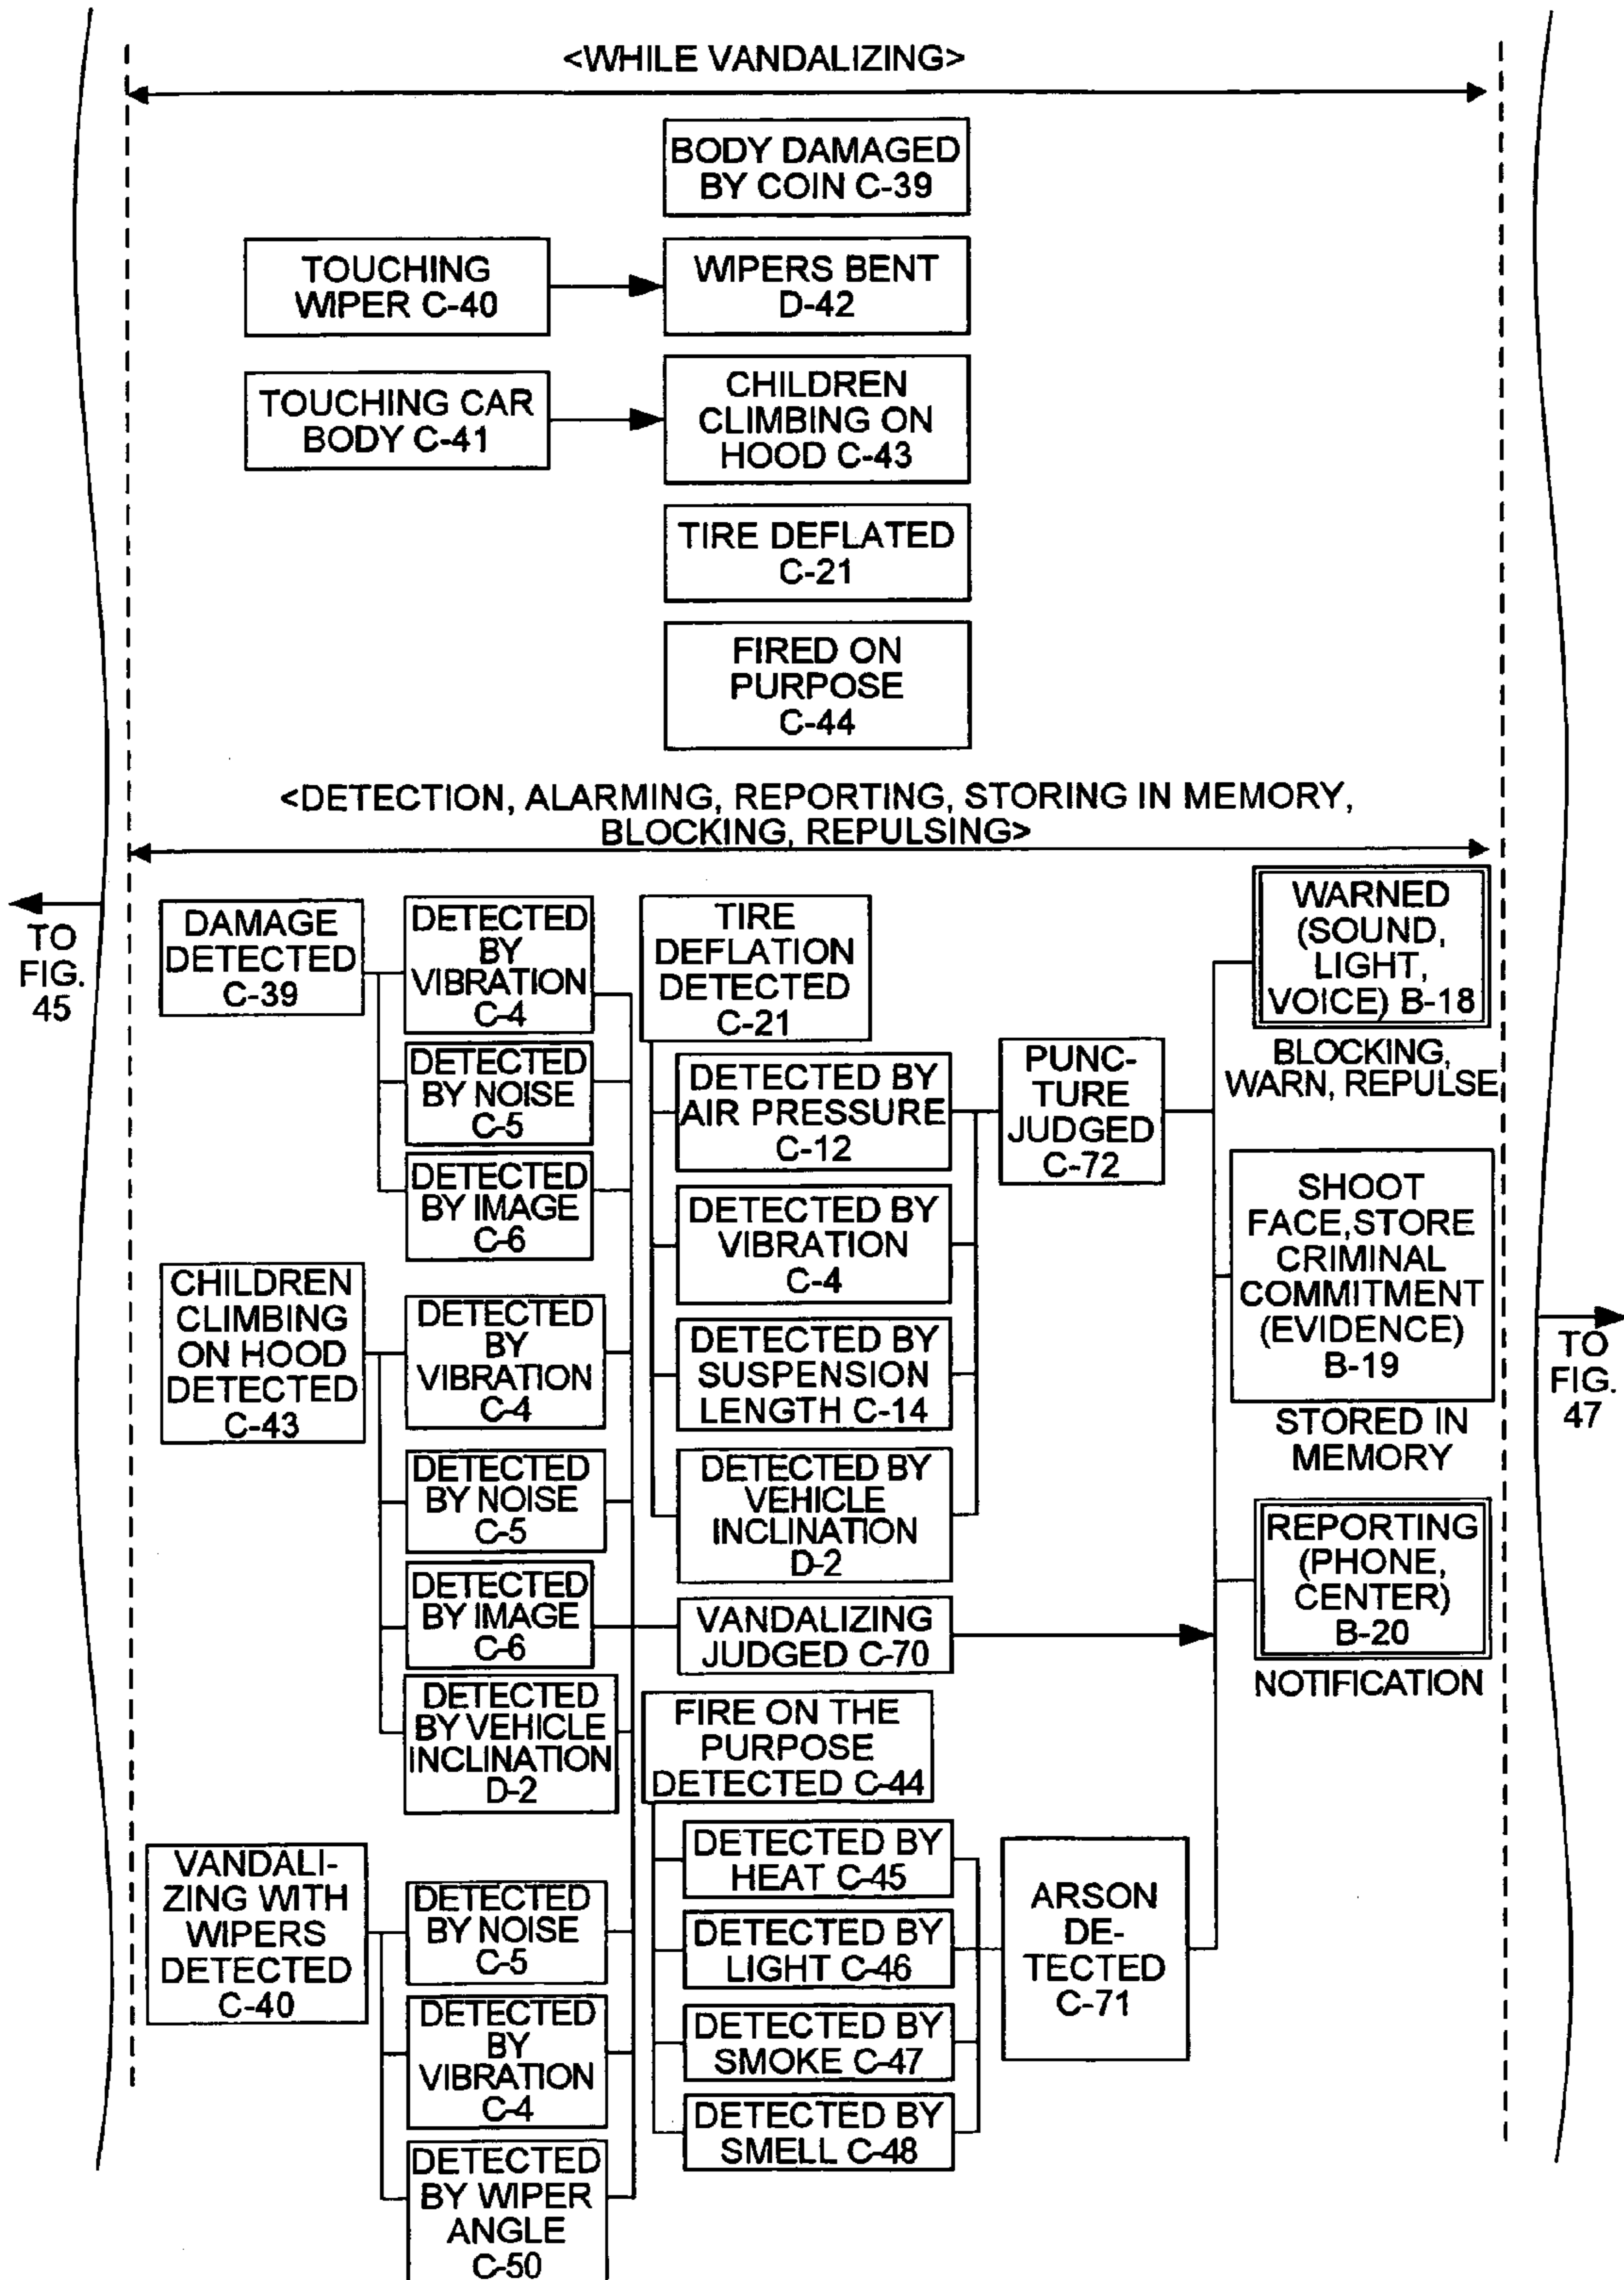 <WHILE VANDALIZING>
BODY DAMAGED
BY COIN C-39
TOUCHING
WIPER C-40
WIPERS BENT
D-42
TOUCHING CAR
BODY C-41
CHILDREN
CLIMBING ON
HOOD C-43
TIRE DEFLATED
C-21
FIRED ON
PURPOSE
C-44
<DETECTION, ALARMING, REPORTING, STORING IN MEMORY,
BLOCKING, REPULSING>
TO
FIG.
45
DAMAGE
DETECTED
C-39
DETECTED
BY
VIBRATION
C-4
DETECTED
BY NOISE
C-5
DETECTED
BY IMAGE
C-6
CHILDREN
CLIMBING
ON HOOD
DETECTED
C-43
DETECTED
BY
VIBRATION
C-4
DETECTED
BY NOISE
C-5
DETECTED
BY IMAGE
C-6
DETECTED
BY VEHICLE
INCLINATION
D-2
VANDALI-
ZING WITH
WIPERS
DETECTED
C-40
DETECTED
BY NOISE
C-5
DETECTED
BY
VIBRATION
C-4
DETECTED
BY WIPER
ANGLE
C-50
TIRE
DEFLATION
DETECTED
C-21
DETECTED BY
AIR PRESSURE
C-12
DETECTED BY
VIBRATION
C-4
DETECTED BY
SUSPENSION
LENGTH C-14
DETECTED BY
VEHICLE
INCLINATION
D-2
VANDALIZING
JUDGED C-70
FIRE ON THE
PURPOSE
DETECTED C-44
DETECTED BY
HEAT C-45
DETECTED BY
LIGHT C-46
DETECTED BY
SMOKE C-47
DETECTED BY
SMELL C-48
PUNC-
TURE
JUDGED
C-72
ARSON
DE-
TECTED
C-71
WARNED
(SOUND,
LIGHT,
VOICE) B-18
BLOCKING,
WARN, REPULSE
SHOOT
FACE,STORE
CRIMINAL
COMMITMENT
(EVIDENCE)
B-19
STORED IN
MEMORY
REPORTING
(PHONE,
CENTER)
B-20
NOTIFICATION
TO
FIG.
47